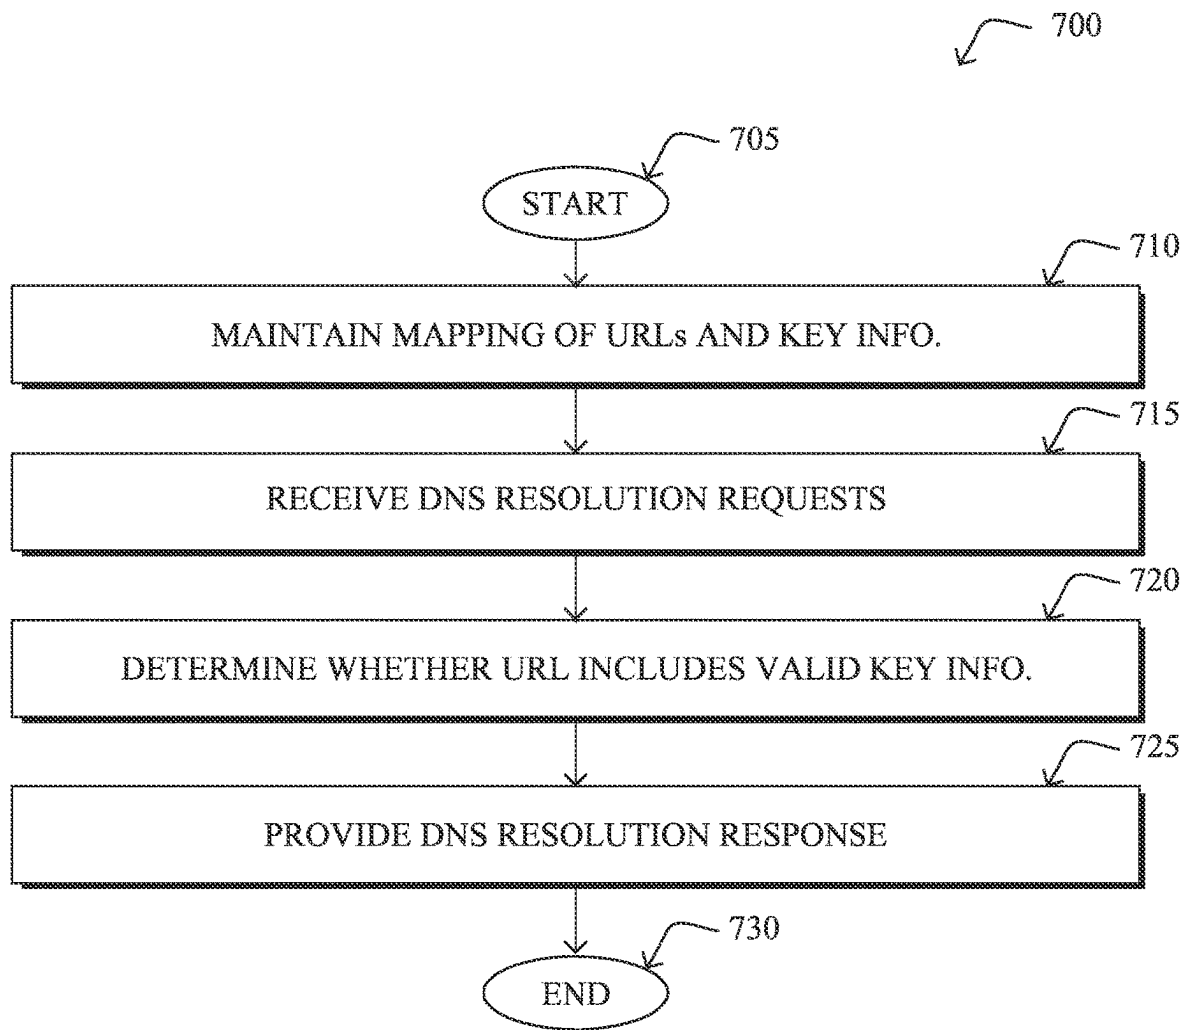 700
705
START
710
MAINTAIN MAPPING OF URLs AND KEY INFO.
715
RECEIVE DNS RESOLUTION REQUESTS
720
DETERMINE WHETHER URL INCLUDES VALID KEY INFO.
725
PROVIDE DNS RESOLUTION RESPONSE
730
END